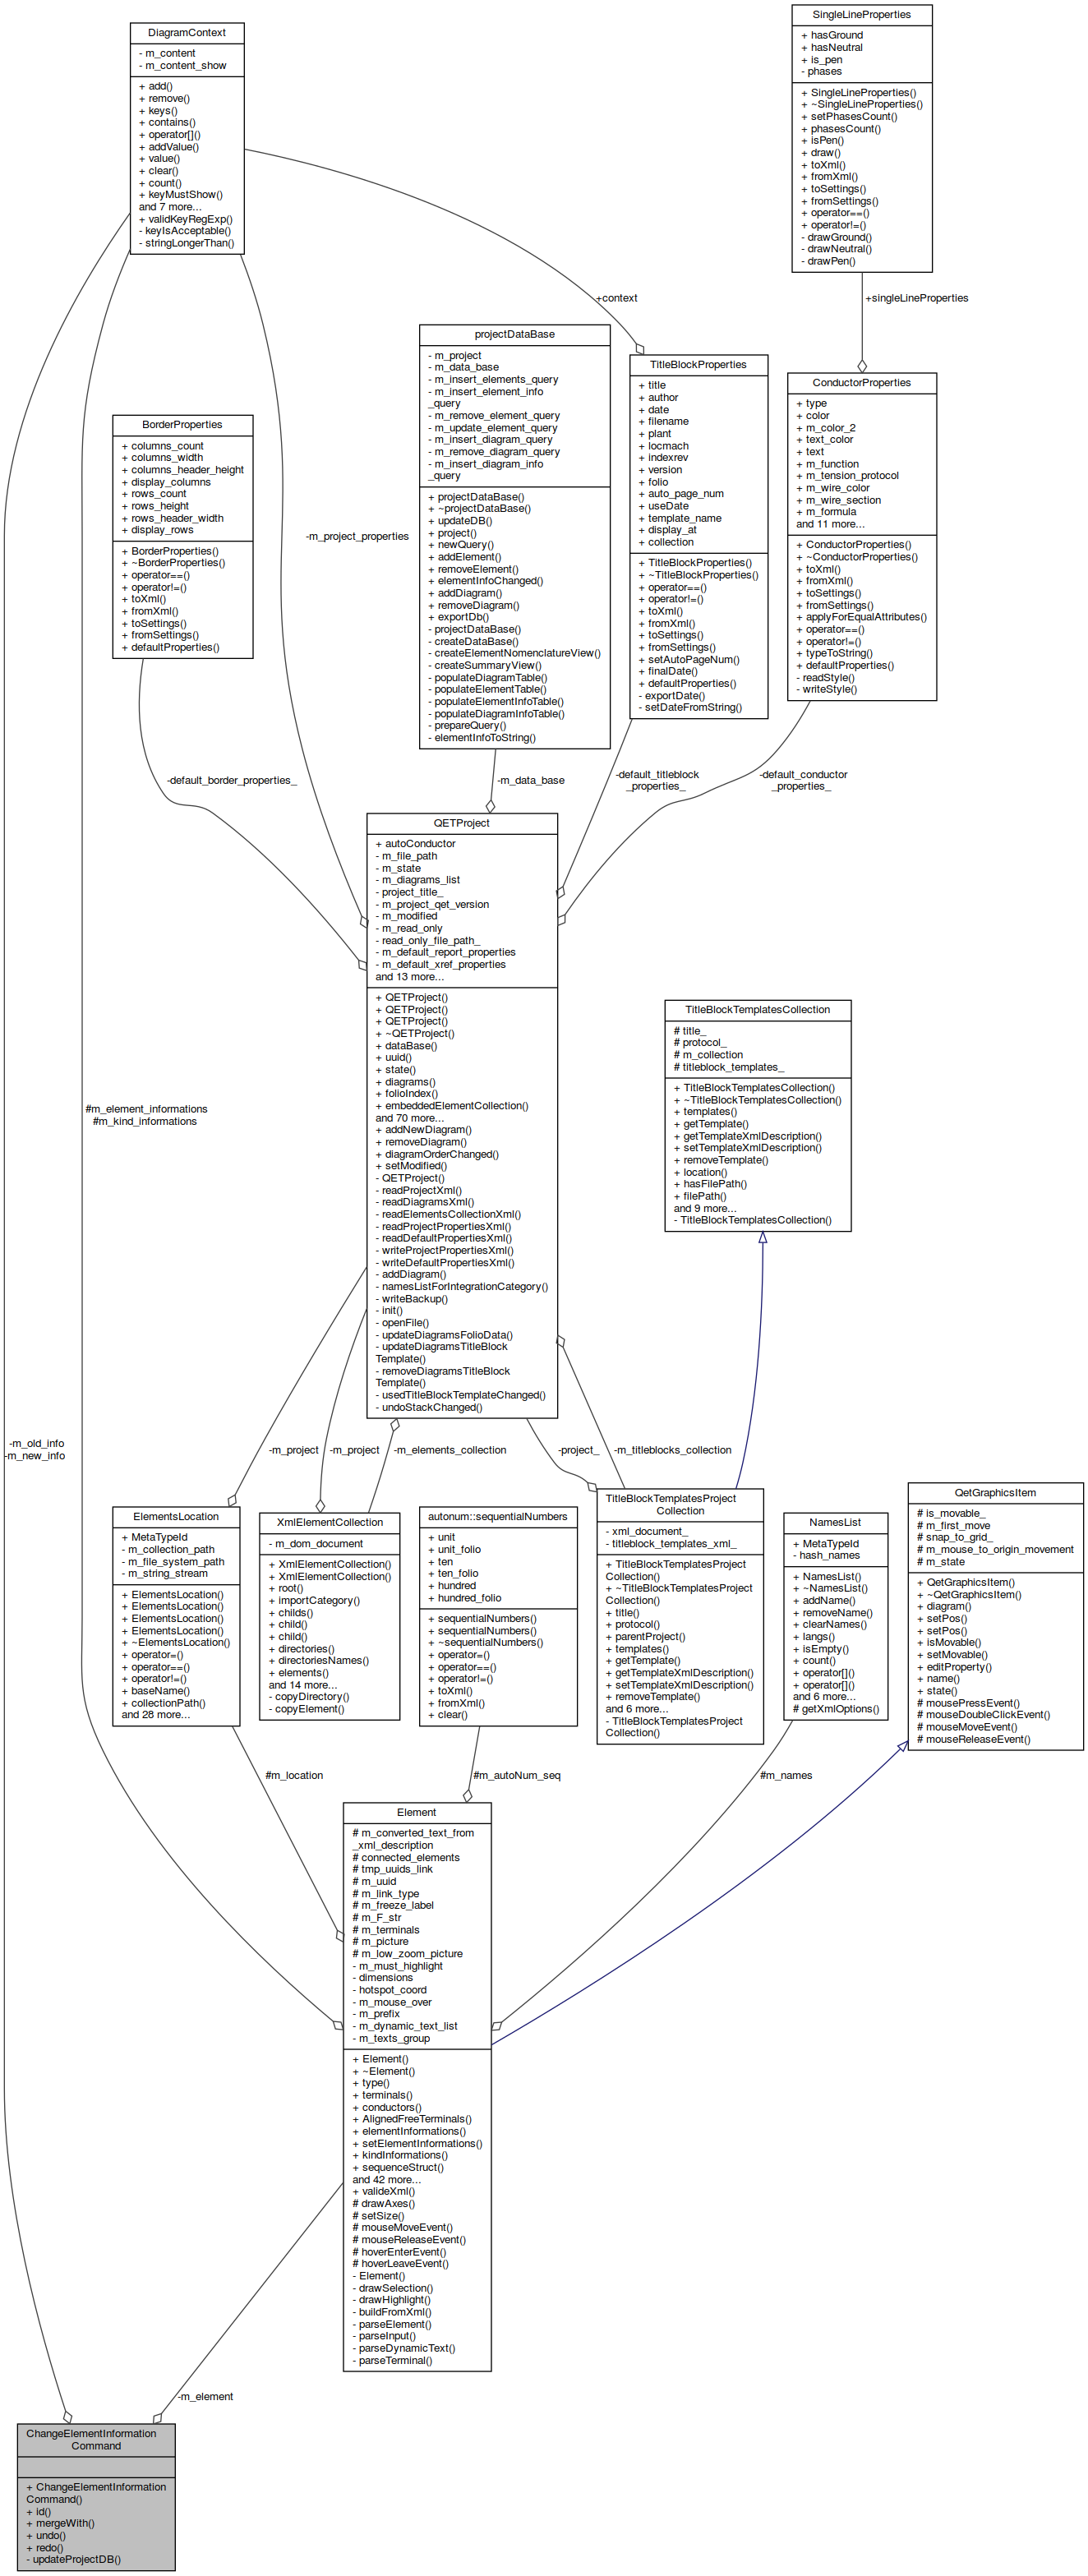 DiagramContext
- m_content
- m_content_show
+ add()
+ remove()
+ keys()
+ contains()
+ operator[]()
+ addValue()
+ value()
+ clear()
+ count()
+ keyMustShow()
and 7 more...
+ validKeyRegExp()
- keyIsAcceptable()
- stringLongerThan()
SingleLineProperties
+ hasGround
+ hasNeutral
+ is_pen
- phases
+ SingleLineProperties()
+ ~SingleLineProperties()
+ setPhasesCount()
+ phasesCount()
+ isPen()
+ draw()
+ toXml()
+ fromXml()
+ toSettings()
+ fromSettings()
+ operator==()
+ operator!=()
- drawGround()
- drawNeutral()
- drawPen()
+context
+singleLineProperties
projectDataBase
- m_project
- m_data_base
- m_insert_elements_query
- m_insert_element_info
_query
- m_remove_element_query
- m_update_element_query
- m_insert_diagram_query
- m_remove_diagram_query
- m_insert_diagram_info
_query
+ projectDataBase()
+ ~projectDataBase()
+ updateDB()
+ project()
+ newQuery()
+ addElement()
+ removeElement()
+ elementInfoChanged()
+ addDiagram()
+ removeDiagram()
+ exportDb()
- projectDataBase()
- createDataBase()
- createElementNomenclatureView()
- createSummaryView()
- populateDiagramTable()
- populateElementTable()
- populateElementInfoTable()
- populateDiagramInfoTable()
- prepareQuery()
- elementInfoToString()
TitleBlockProperties
+ title
+ author
+ date
+ filename
+ plant
+ locmach
+ indexrev
+ version
+ folio
+ auto_page_num
+ useDate
+ template_name
+ display_at
+ collection
+ TitleBlockProperties()
+ ~TitleBlockProperties()
+ operator==()
+ operator!=()
+ toXml()
+ fromXml()
+ toSettings()
+ fromSettings()
+ setAutoPageNum()
+ finalDate()
+ defaultProperties()
- exportDate()
- setDateFromString()
ConductorProperties
+ type
+ color
+ m_color_2
+ text_color
+ text
+ m_function
+ m_tension_protocol
+ m_wire_color
+ m_wire_section
+ m_formula
and 11 more...
+ ConductorProperties()
+ ~ConductorProperties()
+ toXml()
+ fromXml()
+ toSettings()
+ fromSettings()
+ applyForEqualAttributes()
+ operator==()
+ operator!=()
+ typeToString()
+ defaultProperties()
- readStyle()
- writeStyle()
BorderProperties
+ columns_count
+ columns_width
+ columns_header_height
+ display_columns
+ rows_count
+ rows_height
+ rows_header_width
+ display_rows
+ BorderProperties()
+ ~BorderProperties()
+ operator==()
+ operator!=()
+ toXml()
+ fromXml()
+ toSettings()
+ fromSettings()
+ defaultProperties()
-m_project_properties
-default_border_properties_
-m_data_base
-default_titleblock
_properties_
-default_conductor
_properties_
QETProject
+ autoConductor
- m_file_path
- m_state
- m_diagrams_list
- project_title_
- m_project_qet_version
- m_modified
- m_read_only
- read_only_file_path_
- m_default_report_properties
- m_default_xref_properties
and 13 more...
+ QETProject()
+ QETProject()
+ QETProject()
+ ~QETProject()
+ dataBase()
+ uuid()
+ state()
+ diagrams()
+ folioIndex()
+ embeddedElementCollection()
and 70 more...
+ addNewDiagram()
+ removeDiagram()
+ diagramOrderChanged()
+ setModified()
- QETProject()
- readProjectXml()
- readDiagramsXml()
- readElementsCollectionXml()
- readProjectPropertiesXml()
- readDefaultPropertiesXml()
- writeProjectPropertiesXml()
- writeDefaultPropertiesXml()
- addDiagram()
- namesListForIntegrationCategory()
- writeBackup()
- init()
- openFile()
- updateDiagramsFolioData()
- updateDiagramsTitleBlock
Template()
- removeDiagramsTitleBlock
Template()
- usedTitleBlockTemplateChanged()
- undoStackChanged()
TitleBlockTemplatesCollection
# title_
# protocol_
# m_collection
# titleblock_templates_
+ TitleBlockTemplatesCollection()
+ ~TitleBlockTemplatesCollection()
+ templates()
+ getTemplate()
+ getTemplateXmlDescription()
+ setTemplateXmlDescription()
+ removeTemplate()
+ location()
+ hasFilePath()
+ filePath()
and 9 more...
- TitleBlockTemplatesCollection()
#m_element_informations
#m_kind_informations
-m_old_info
-m_new_info
-m_project
-m_project
-m_elements_collection
-project_
-m_titleblocks_collection
ElementsLocation
+ MetaTypeId
- m_collection_path
- m_file_system_path
- m_string_stream
+ ElementsLocation()
+ ElementsLocation()
+ ElementsLocation()
+ ElementsLocation()
+ ~ElementsLocation()
+ operator=()
+ operator==()
+ operator!=()
+ baseName()
+ collectionPath()
and 28 more...
XmlElementCollection
- m_dom_document
+ XmlElementCollection()
+ XmlElementCollection()
+ root()
+ importCategory()
+ childs()
+ child()
+ child()
+ directories()
+ directoriesNames()
+ elements()
and 14 more...
- copyDirectory()
- copyElement()
autonum::sequentialNumbers
+ unit
+ unit_folio
+ ten
+ ten_folio
+ hundred
+ hundred_folio
+ sequentialNumbers()
+ sequentialNumbers()
+ ~sequentialNumbers()
+ operator=()
+ operator==()
+ operator!=()
+ toXml()
+ fromXml()
+ clear()
TitleBlockTemplatesProject
Collection
- xml_document_
- titleblock_templates_xml_
+ TitleBlockTemplatesProject
Collection()
+ ~TitleBlockTemplatesProject
Collection()
+ title()
+ protocol()
+ parentProject()
+ templates()
+ getTemplate()
+ getTemplateXmlDescription()
+ setTemplateXmlDescription()
+ removeTemplate()
and 6 more...
- TitleBlockTemplatesProject
Collection()
NamesList
+ MetaTypeId
- hash_names
+ NamesList()
+ ~NamesList()
+ addName()
+ removeName()
+ clearNames()
+ langs()
+ isEmpty()
+ count()
+ operator[]()
+ operator[]()
and 6 more...
# getXmlOptions()
QetGraphicsItem
# is_movable_
# m_first_move
# snap_to_grid_
# m_mouse_to_origin_movement
# m_state
+ QetGraphicsItem()
+ ~QetGraphicsItem()
+ diagram()
+ setPos()
+ setPos()
+ isMovable()
+ setMovable()
+ editProperty()
+ name()
+ state()
# mousePressEvent()
# mouseDoubleClickEvent()
# mouseMoveEvent()
# mouseReleaseEvent()
#m_location
#m_autoNum_seq
#m_names
Element
# m_converted_text_from
_xml_description
# connected_elements
# tmp_uuids_link
# m_uuid
# m_link_type
# m_freeze_label
# m_F_str
# m_terminals
# m_picture
# m_low_zoom_picture
- m_must_highlight
- dimensions
- hotspot_coord
- m_mouse_over
- m_prefix
- m_dynamic_text_list
- m_texts_group
+ Element()
+ ~Element()
+ type()
+ terminals()
+ conductors()
+ AlignedFreeTerminals()
+ elementInformations()
+ setElementInformations()
+ kindInformations()
+ sequenceStruct()
and 42 more...
+ valideXml()
# drawAxes()
# setSize()
# mouseMoveEvent()
# mouseReleaseEvent()
# hoverEnterEvent()
# hoverLeaveEvent()
- Element()
- drawSelection()
- drawHighlight()
- buildFromXml()
- parseElement()
- parseInput()
- parseDynamicText()
- parseTerminal()
-m_element
ChangeElementInformation
Command
+ ChangeElementInformation
Command()
+ id()
+ mergeWith()
+ undo()
+ redo()
- updateProjectDB()